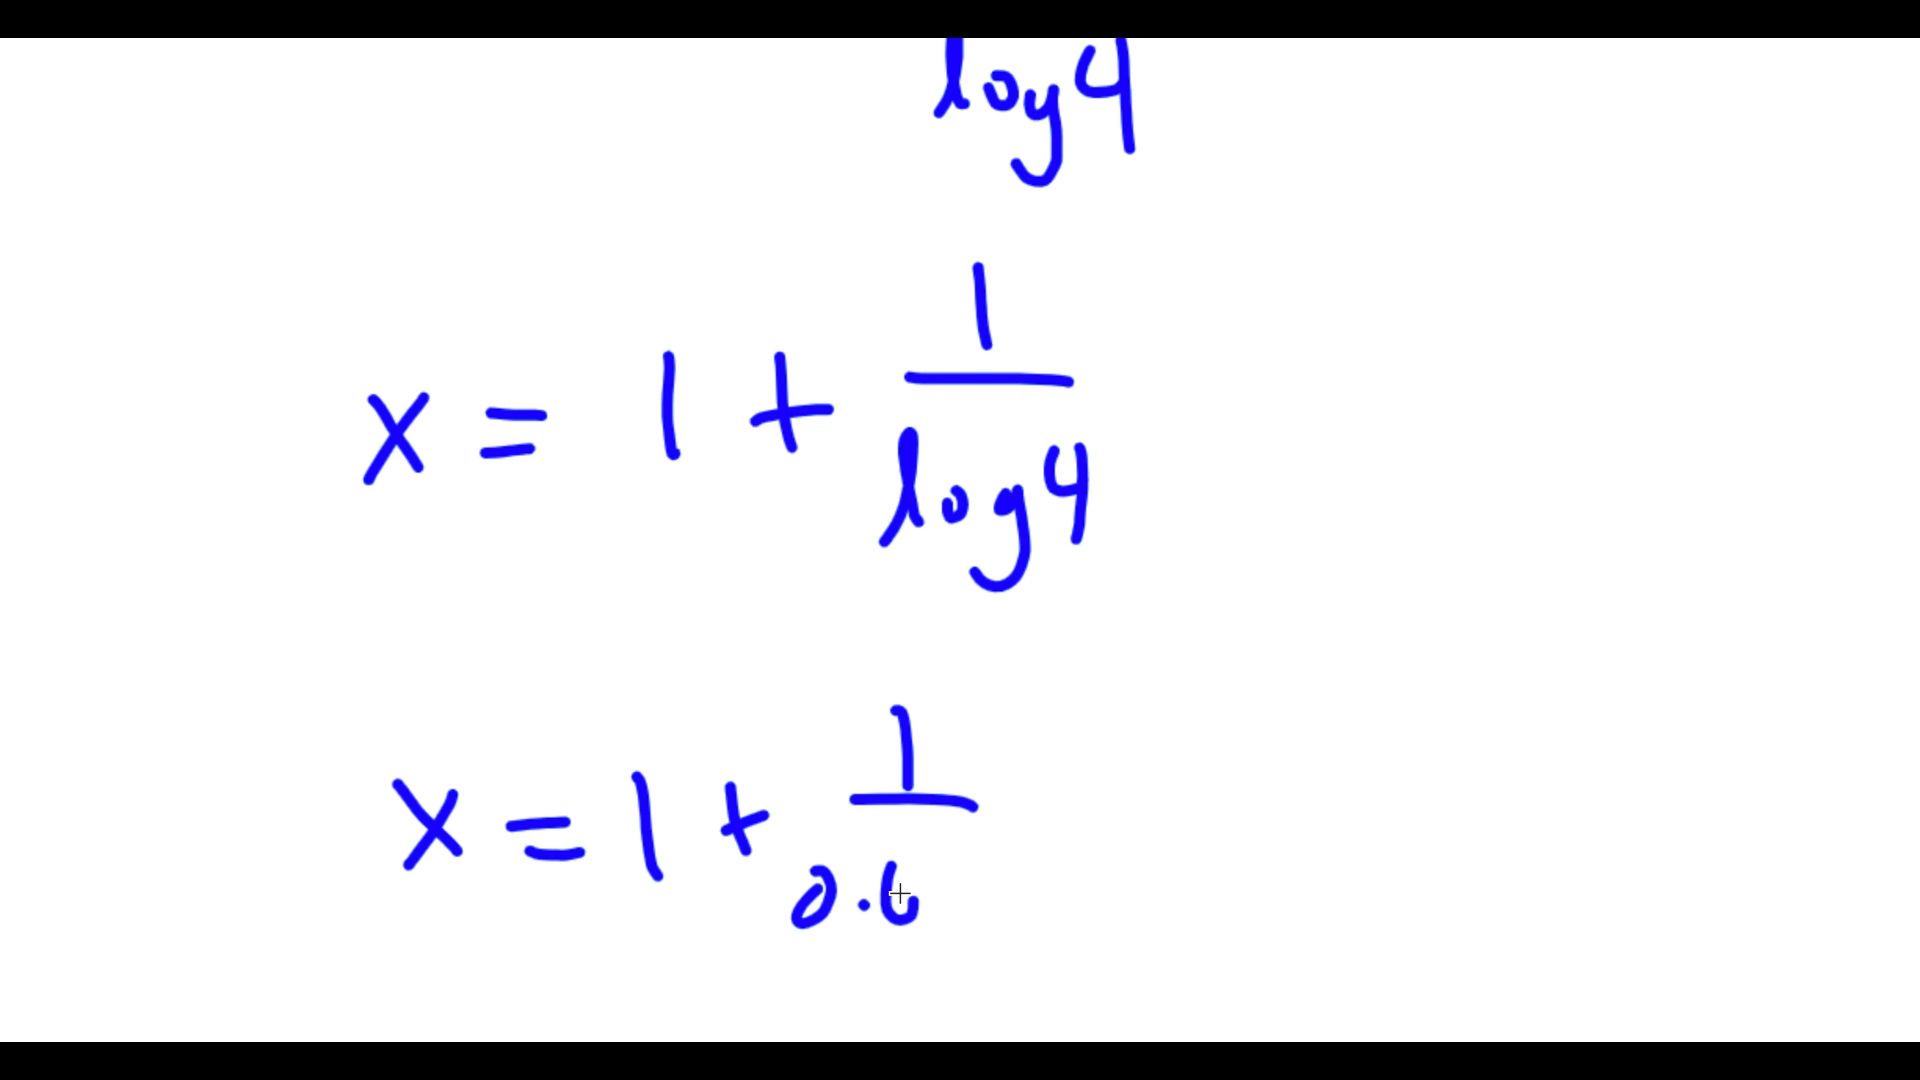 log4
x = 1 + 1/log4
x = 1 + 1/0.6